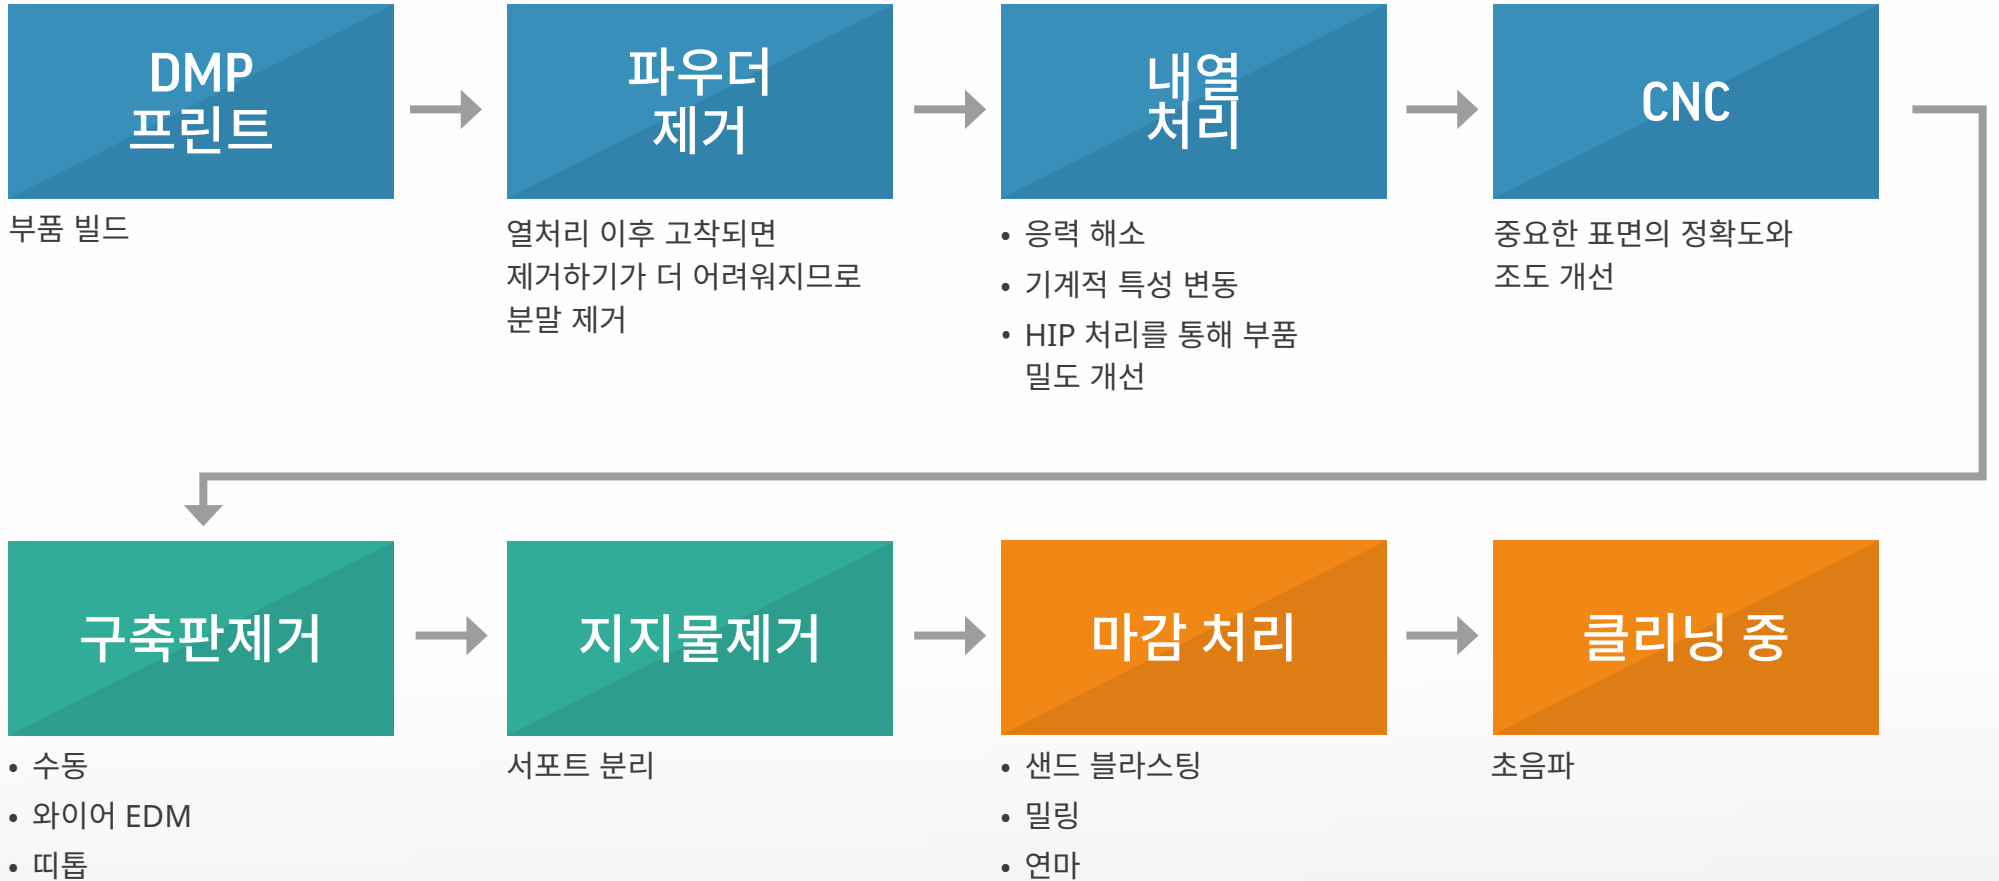 DMP
프린트
부품 빌드
파우더
제거
열처리 이후 고착되면
제거하기가 더 어려워지므로
분말 제거
내열
처리
• 응력 해소
• 기계적 특성 변동
• HIP 처리를 통해 부품
밀도 개선
CNC
중요한 표면의 정확도와
조도 개선
구축판제거
• 수동
• 와이어 EDM
• 띠톱
지지물제거
서포트 분리
마감 처리
• 샌드 블라스팅
• 밀링
• 연마
클리닝 중
초음파